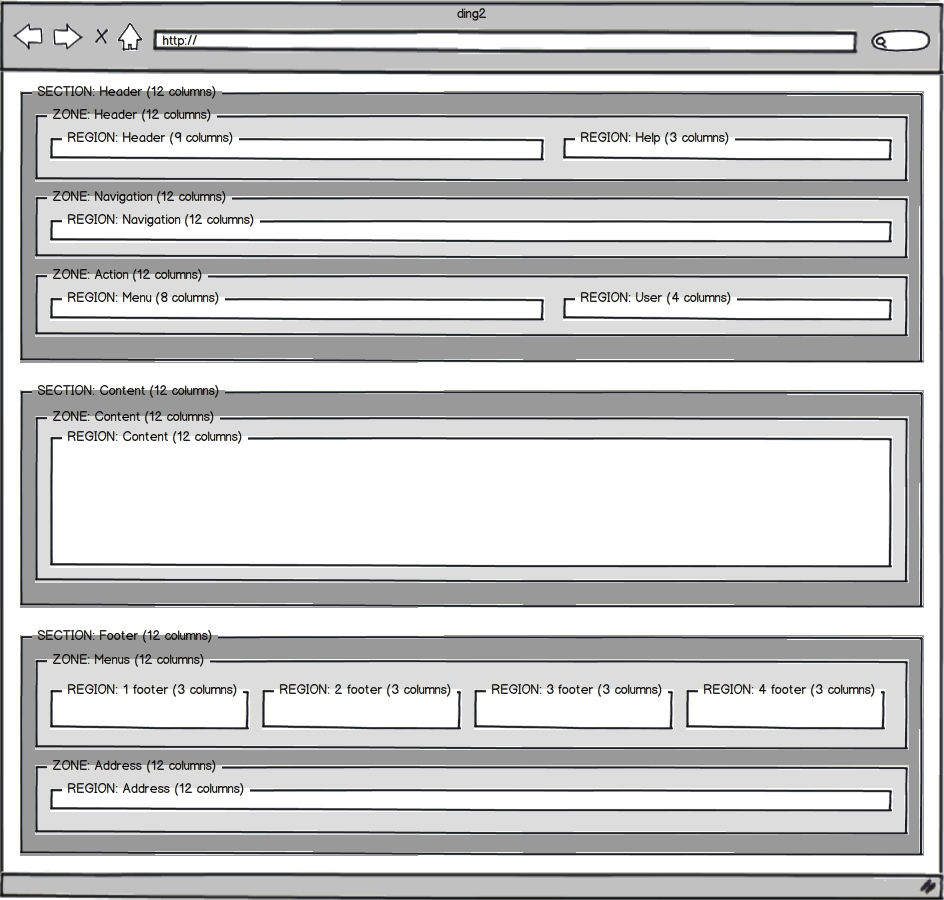 ding2
http://
SECTION: Header (12 columns)
ZONE: Header (12 columns)
REGION: Header (9 columns)
REGION: Help (3 columns)
ZONE: Navigation (12 columns)
REGION: Navigation (12 columns)
ZONE: Action (12 columns)
REGION: Menu (8 columns)
REGION: User (4 columns)
SECTION: Content (12 columns)
ZONE: Content (12 columns)
REGION: Content (12 columns)
SECTION: Footer (12 columns)
ZONE: Menus (12 columns)
REGION: 1 footer (3 columns)
REGION: 2 footer (3 columns)
REGION: 3 footer (3 columns)
REGION: 4 footer (3 columns)
ZONE: Address (12 columns)
REGION: Address (12 columns)